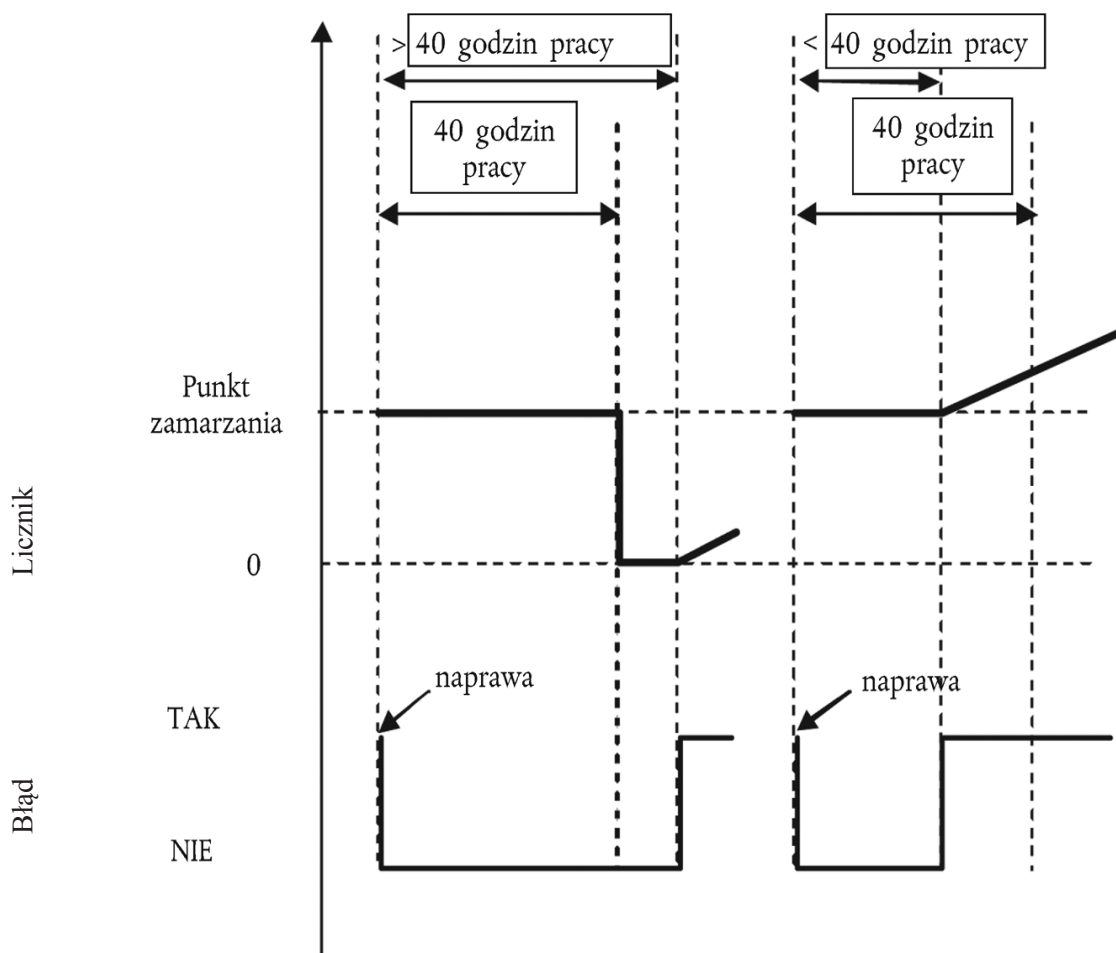 > 40 godzin pracy
< 40 godzin pracy
40 godzin
pracy
40 godzin
pracy
Punkt
zamarzania
Licznik
0
naprawa
naprawa
TAK
Błąd
NIE